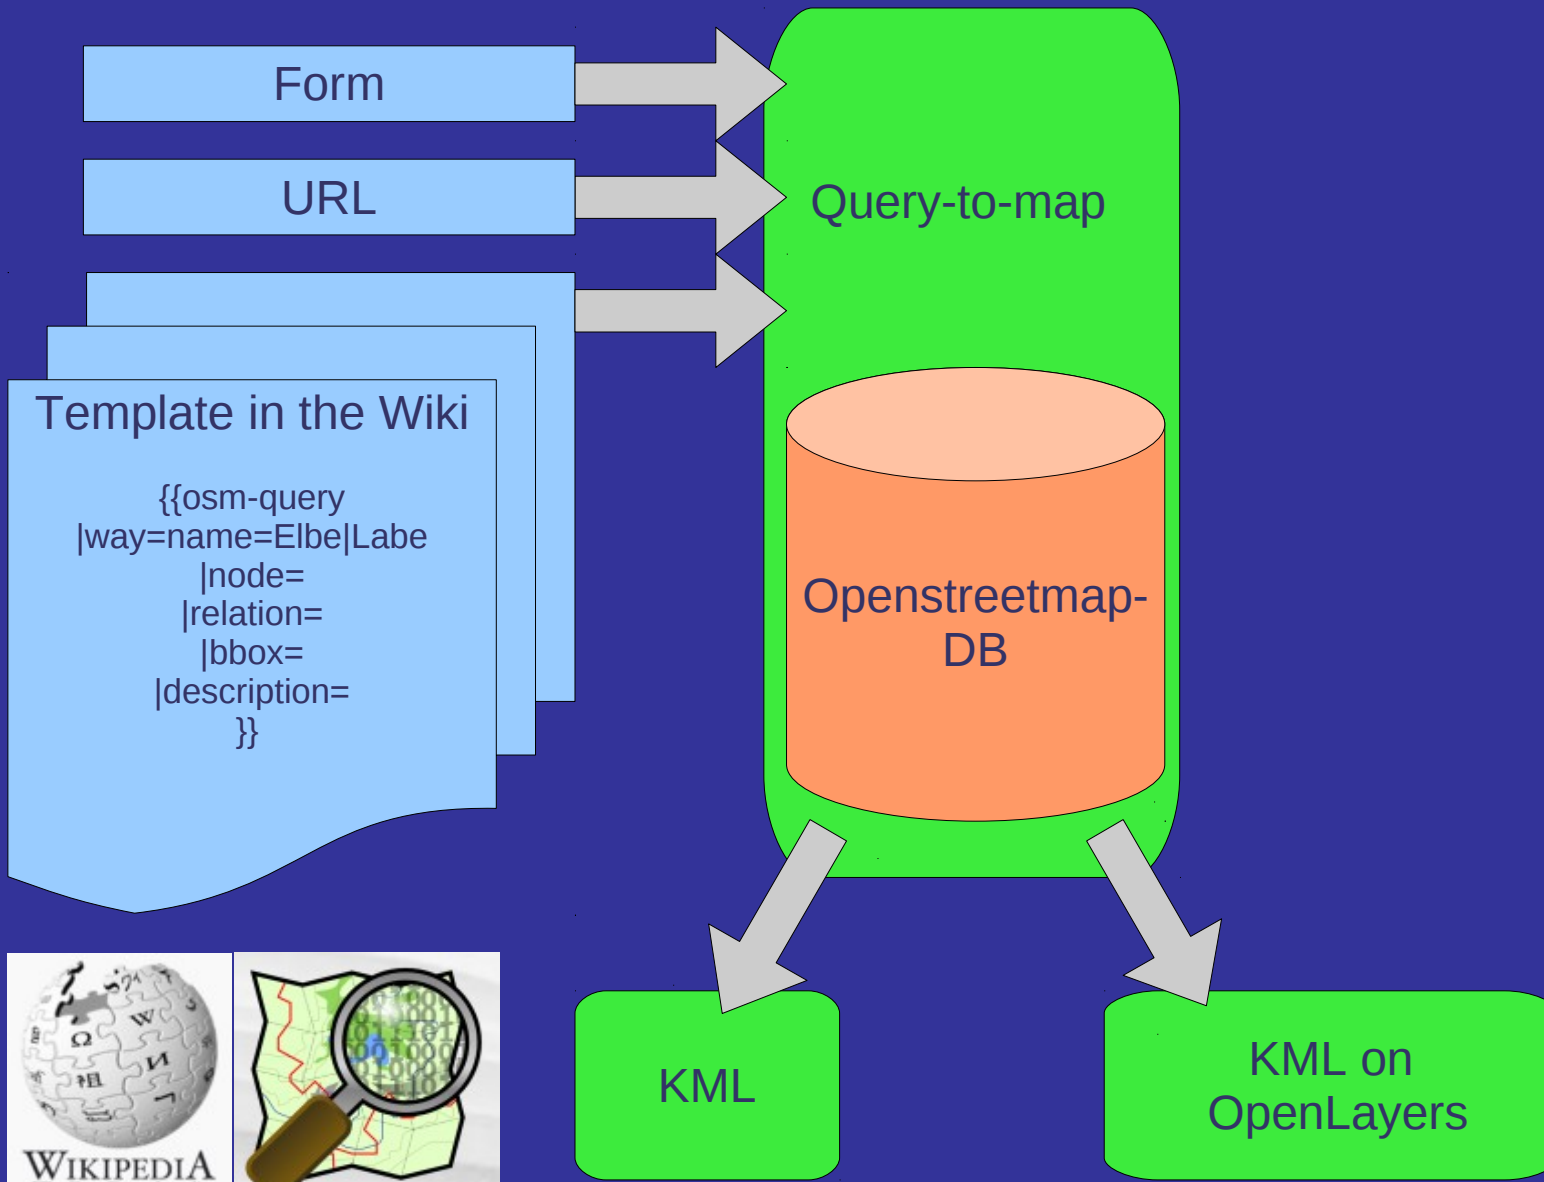 Form
URL
Query-to-map
Template in the Wiki
{{osm-query
|way=name=Elbe|Labe
|node=
|relation=
|bbox=
|description=
}}
Openstreetmap-
DB
KML
KML on
OpenLayers
WIKIPEDIA